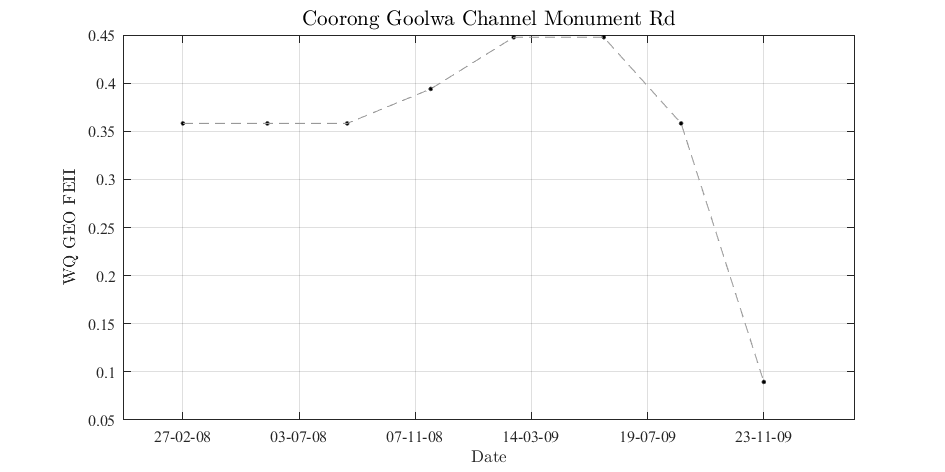 Coorong Goolwa Channel Monument Rd
WQ GEO FEII
0.45
0.4
0.35
0.3
0.25
0.2
0.15
0.1
0.05
27-02-08 03-07-08 07-11-08 14-03-09 19-07-09 23-11-09
Date